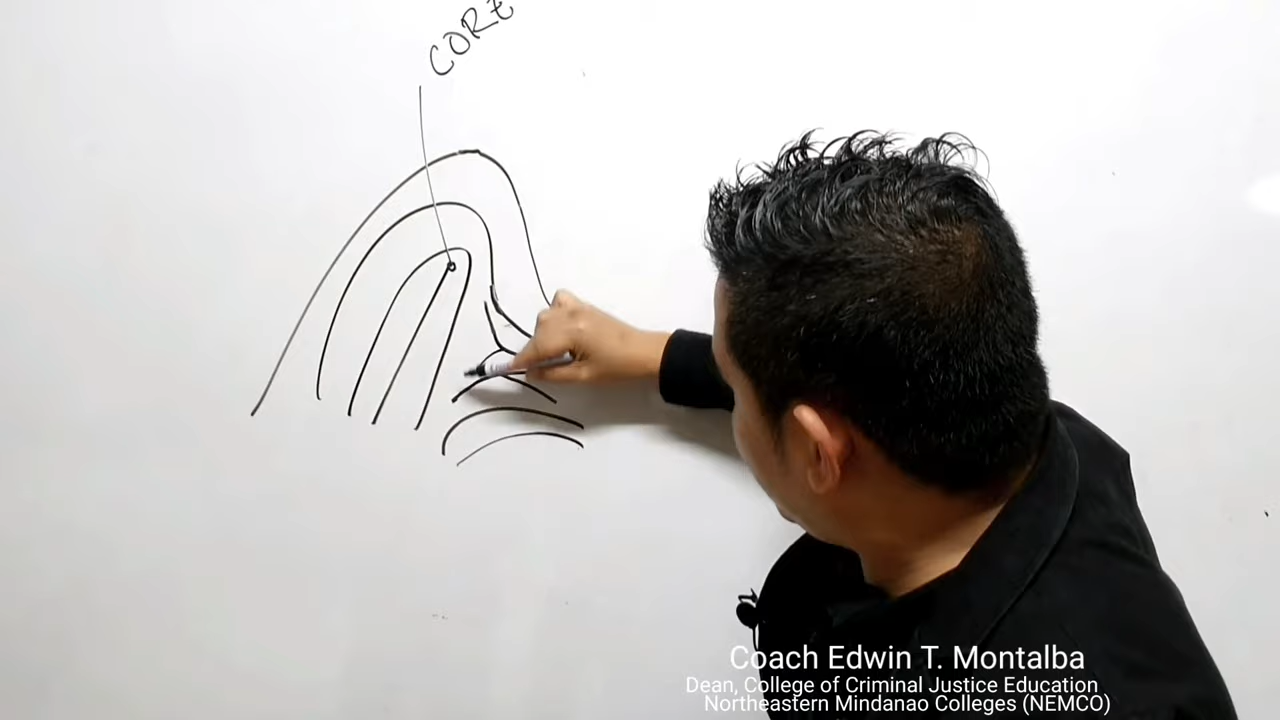 CORE
Coach Edwin T. Montalba
Dean, College of Criminal Justice Education
Northeastern Mindanao Colleges (NEMCO)